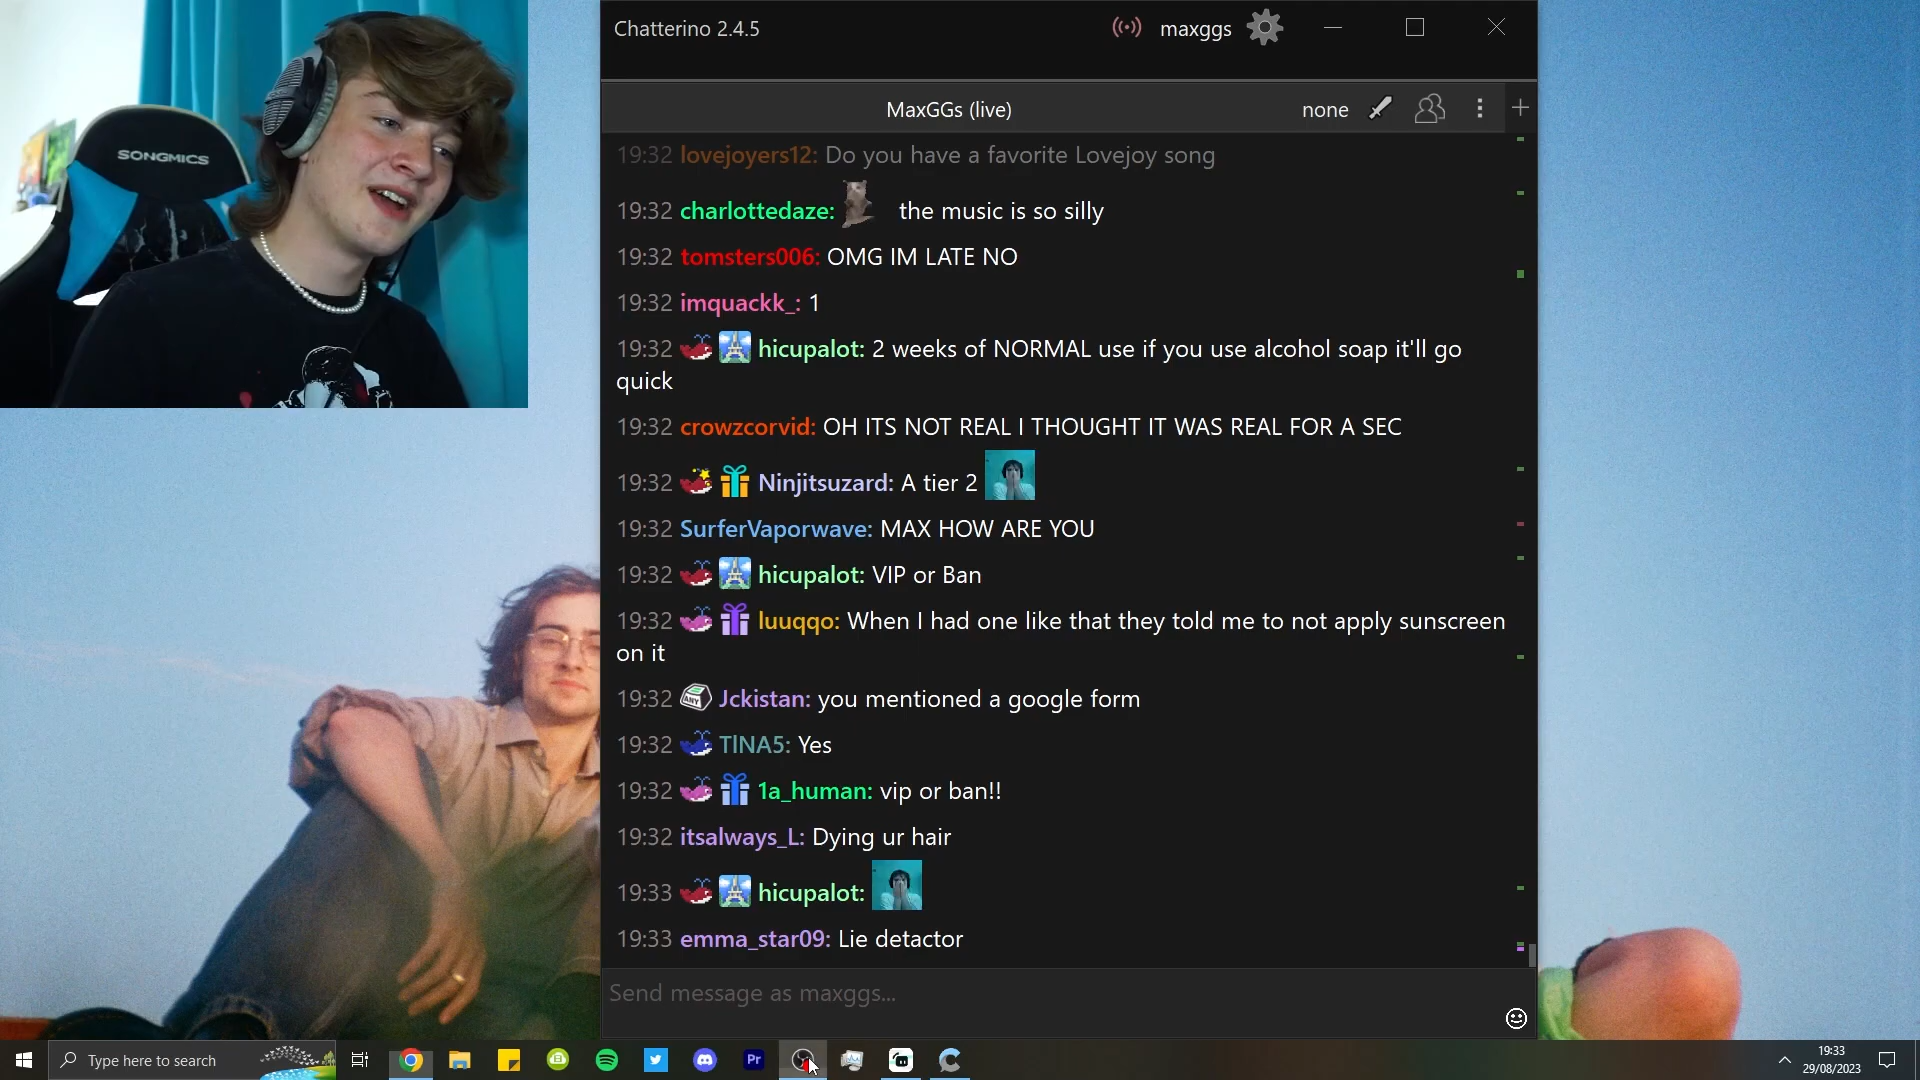 SONGMICS
Chatterino 2.4.5
maxggs
MaxGGs (live)
none
19:32 lovejoyers12: Do you have a favorite Lovejoy song
19:32 charlottedaze: the music is so silly
19:32 tomsters006: OMG IM LATE NO
19:32 imquackk_: 1
19:32 hicupalot: 2 weeks of NORMAL use if you use alcohol soap it'll go
quick
19:32 crowzcorvid: OH ITS NOT REAL I THOUGHT IT WAS REAL FOR A SEC
19:32 Ninjitsuzard: A tier 2
19:32 SurferVaporwave: MAX HOW ARE YOU
19:32 hicupalot: VIP or Ban
19:32 luuqqo: When I had one like that they told me to not apply sunscreen
on it
19:32 ANY Jckistan: you mentioned a google form
19:32 TlNA5: Yes
19:32 1a_human: vip or ban!!
19:32 itsalways_L: Dying ur hair
19:33 hicupalot:
19:33 emma_star09: Lie detactor
Send message as maxggs...
Type here to search
Pr
19:33
29/08/2023